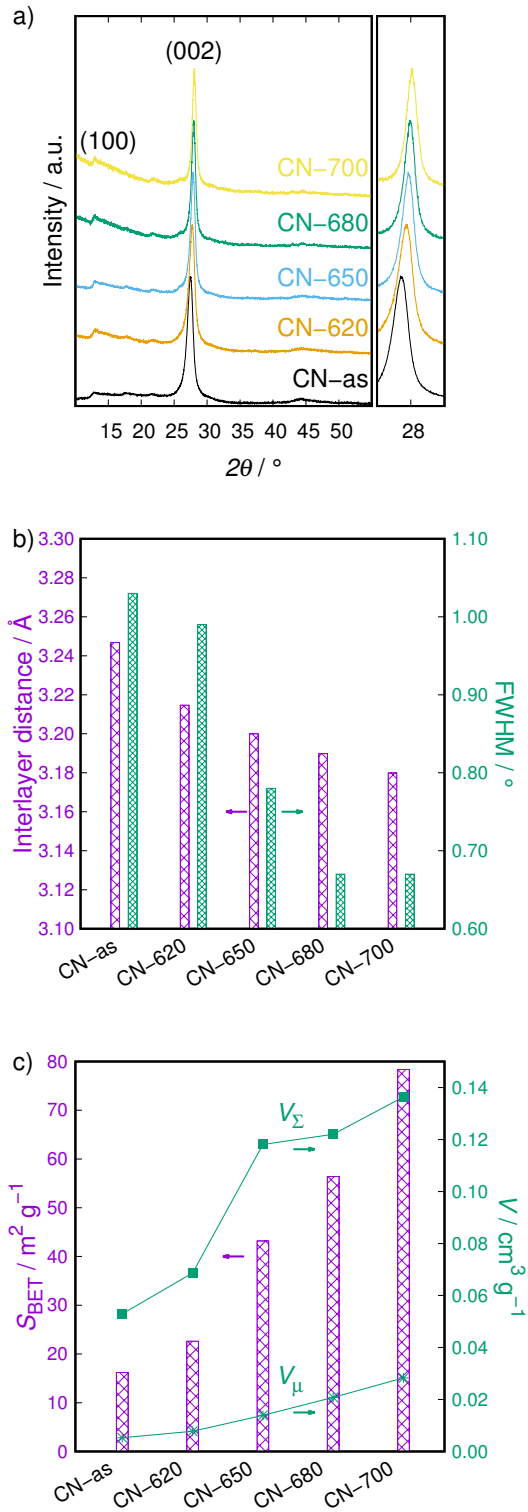 a)
(002)
(100)
CN−700
CN−680
CN−650
CN−620
CN−as
Intensity / a.u.
15 20 25 30 35 40 45 50 28
2θ / °
b)
3.30 1.10
3.28
3.26 1.00
3.24
3.22 0.90
3.20
3.18 0.80
3.16
3.14 0.70
3.12
3.10 0.60
Interlayer distance / Å
FWHM / °
CN−as CN−620 CN−650 CN−680 CN−700
c)
80
70
60
50
40
30
20
10
0
0.14
0.12
0.10
0.08
0.06
0.04
0.02
0.00
S_BET / m² g⁻¹
V / cm³ g⁻¹
V_Σ
V_μ
CN−as CN−620 CN−650 CN−680 CN−700